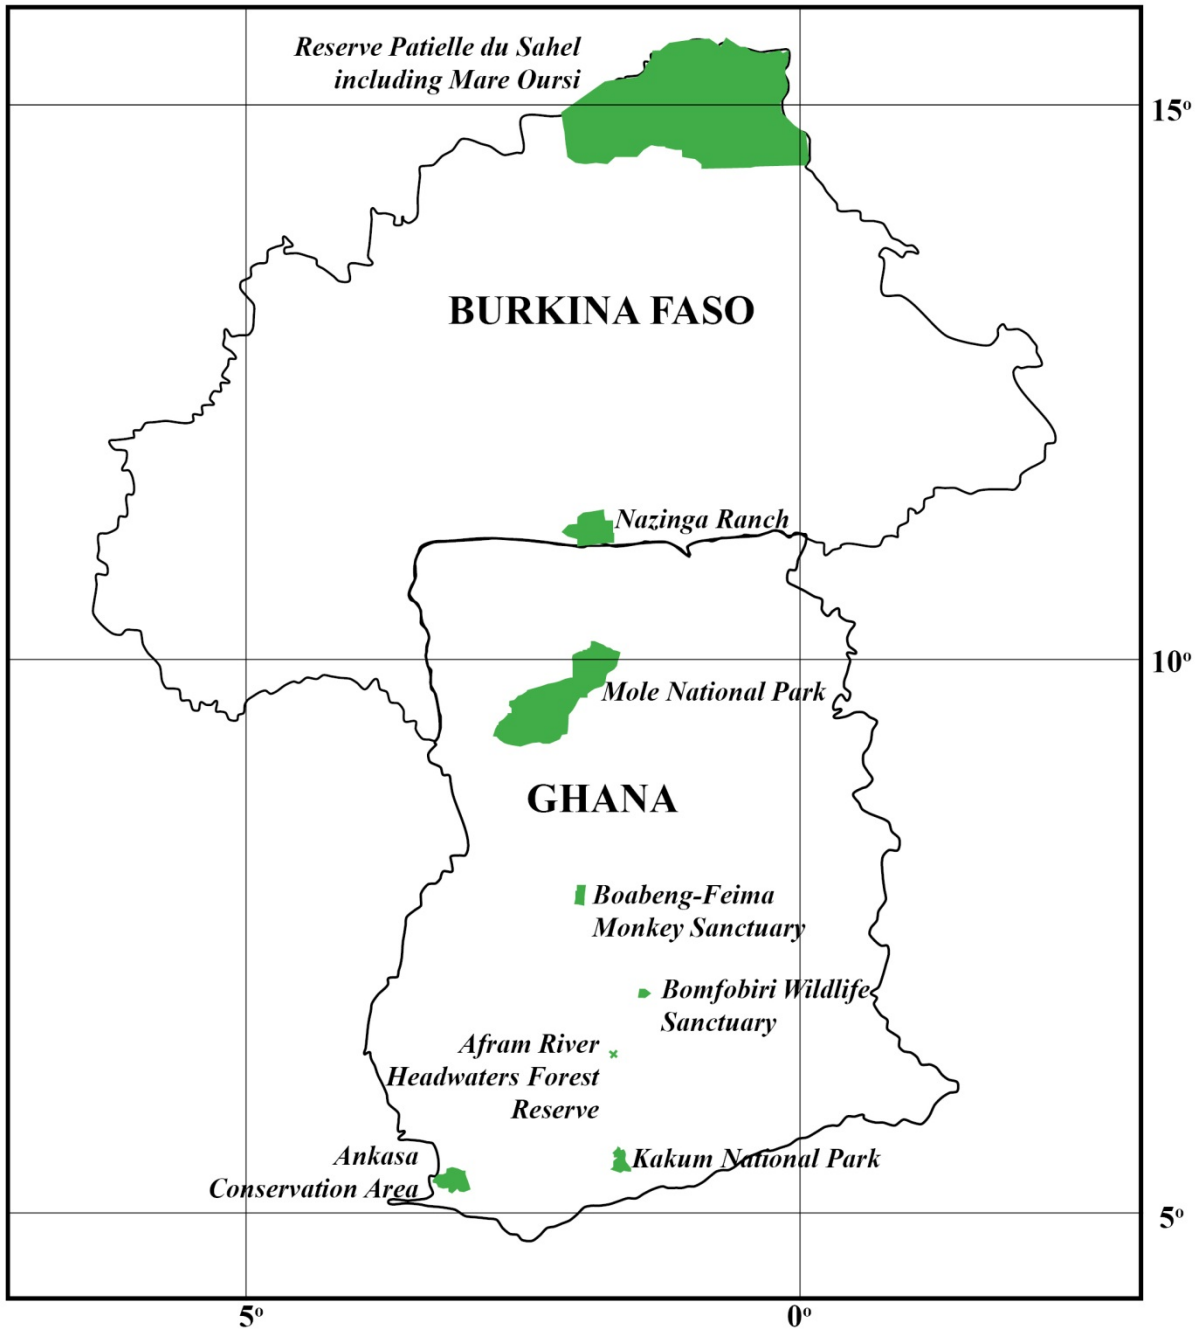 Reserve Patielle du Sahel
including Mare Oursi
15º
BURKINA FASO
Nazinga Ranch
10º
Mole National Park
GHANA
Boabeng-Feima
Monkey Sanctuary
Bomfobiri Wildlife
Sanctuary
Afram River
Headwaters Forest
Reserve
Ankasa
Conservation Area
Kakum National Park
5º
5º
0º